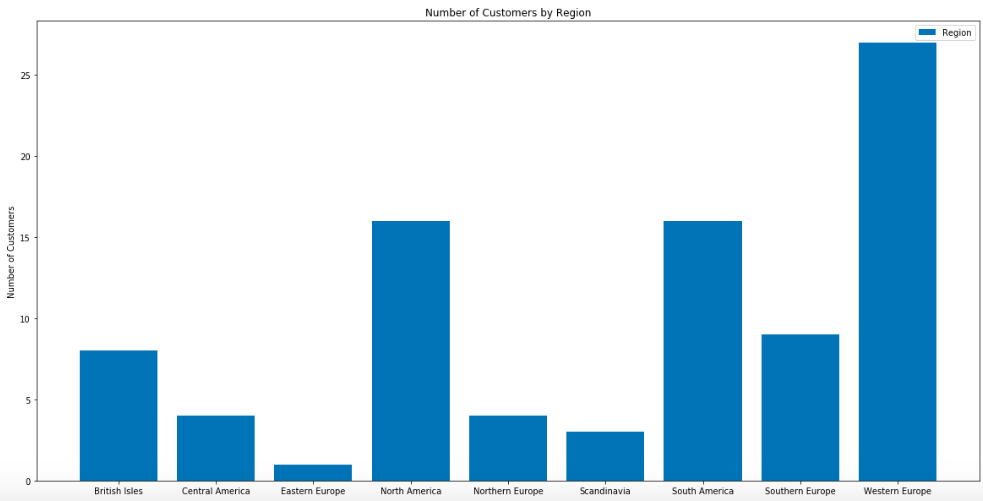 Number of Customers by Region
Region
Number of Customers
25
20
15
10
5
0
British Isles
Central America
Eastern Europe
North America
Northern Europe
Scandinavia
South America
Southern Europe
Western Europe